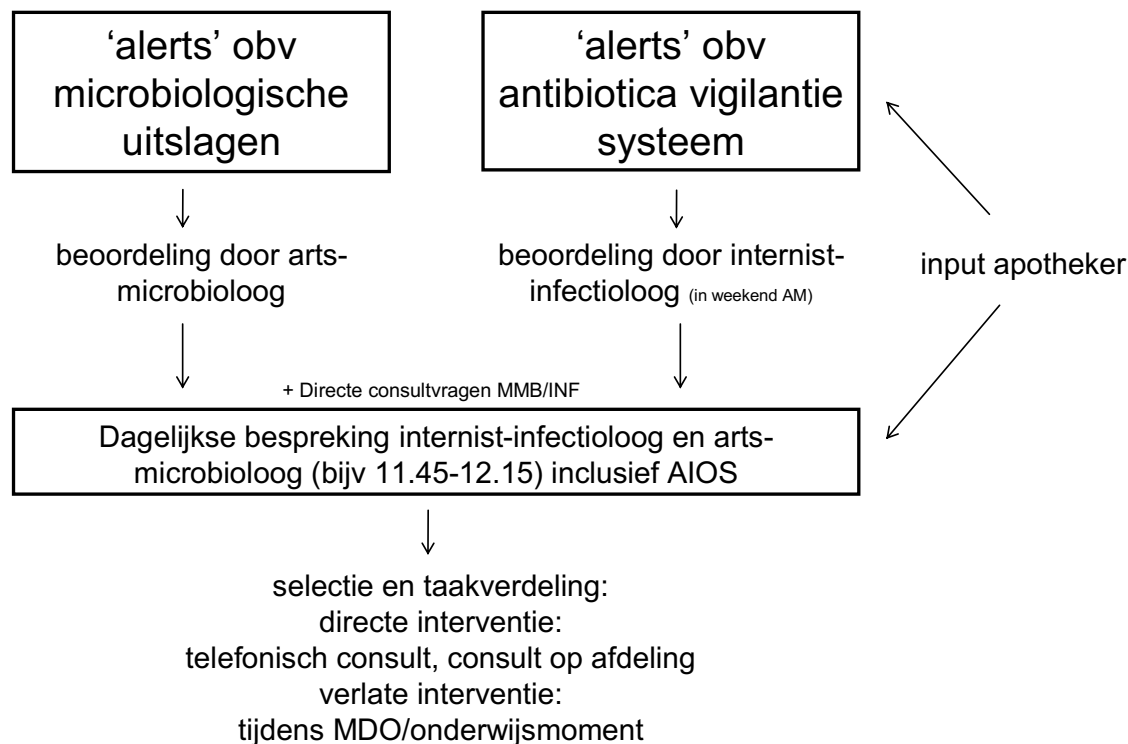 ‘alerts’ obv
microbiologische
uitslagen
‘alerts’ obv
antibiotica vigilantie
systeem
beoordeling door arts-
microbioloog
beoordeling door internist-
infectioloog (in weekend AM)
input apotheker
+ Directe consultvragen MMB/INF
Dagelijkse bespreking internist-infectioloog en arts-
microbioloog (bijv 11.45-12.15) inclusief AIOS
selectie en taakverdeling:
directe interventie:
telefonisch consult, consult op afdeling
verlate interventie:
tijdens MDO/onderwijsmoment